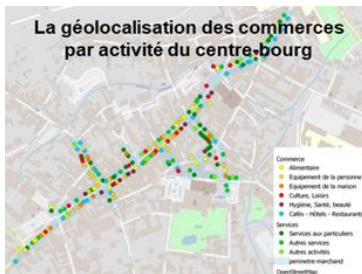 La géolocalisation des commerces
par activité du centre-bourg
Commerce
Alimentaire
Equipement de la personne
Equipement de la maison
Culture, Loisirs
Hygiène, Santé, beauté
Cafés - Hôtels - Restaurants
Services
Services aux particuliers
Autres services
Autres activités
perimetre-marchand
OpenStreetMap